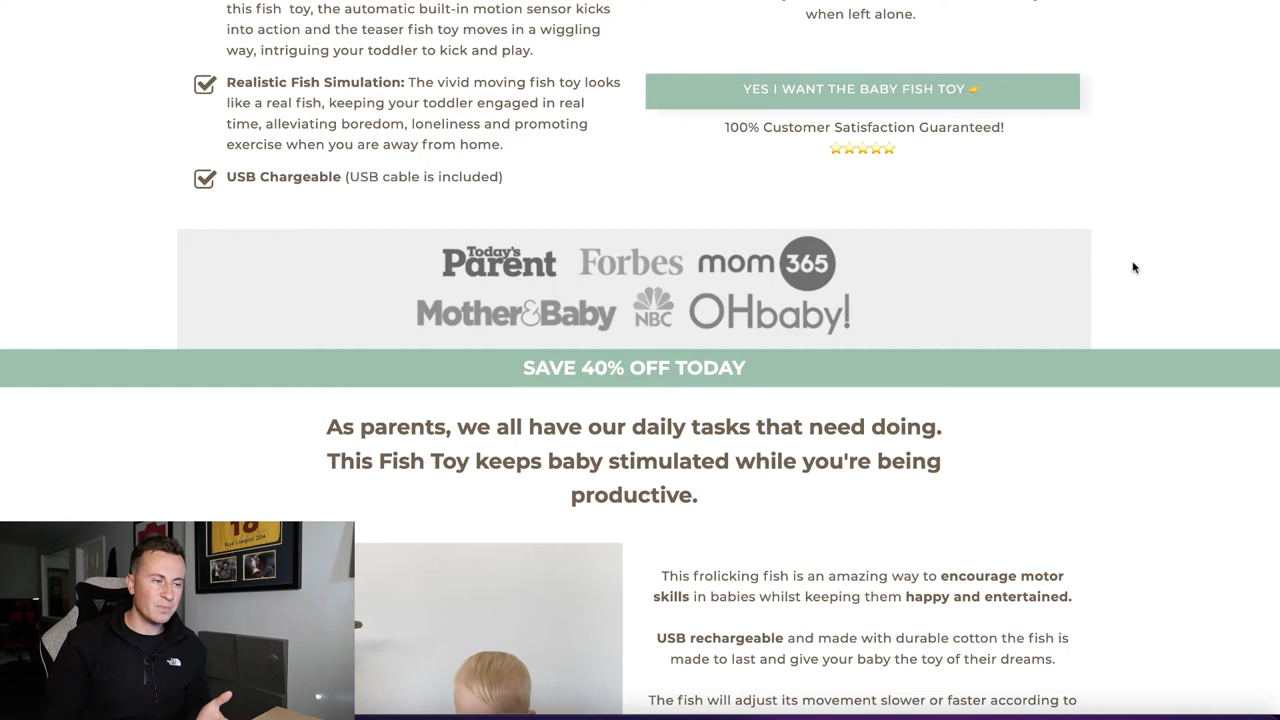 this fish toy, the automatic built-in motion sensor kicks
into action and the teaser fish toy moves in a wiggling
way, intriguing your toddler to kick and play.
Realistic Fish Simulation: The vivid moving fish toy looks
like a real fish, keeping your toddler engaged in real
time, alleviating boredom, loneliness and promoting
exercise when you are away from home.
USB Chargeable (USB cable is included)
when left alone.
YES I WANT THE BABY FISH TOY 👉
100% Customer Satisfaction Guaranteed!
Today's Parent Forbes mom 365
Mother&Baby NBC OHbaby!
SAVE 40% OFF TODAY
As parents, we all have our daily tasks that need doing.
This Fish Toy keeps baby stimulated while you're being
productive.
This frolicking fish is an amazing way to encourage motor
skills in babies whilst keeping them happy and entertained.
USB rechargeable and made with durable cotton the fish is
made to last and give your baby the toy of their dreams.
The fish will adjust its movement slower or faster according to